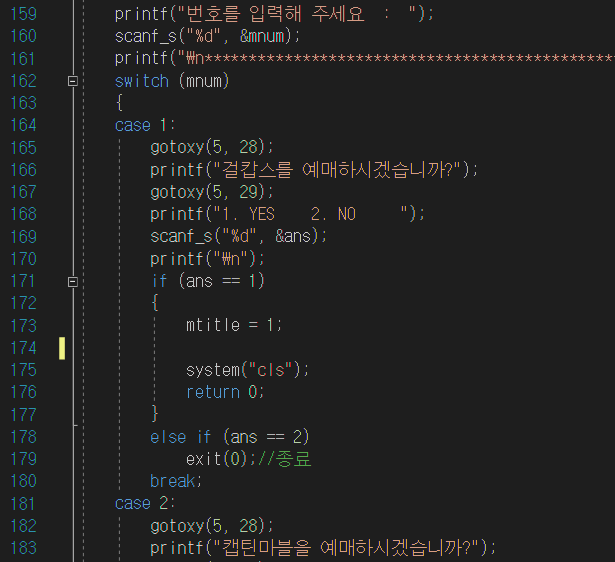 159 printf("번호를 입력해 주세요 : ");
160 scanf_s("%d", &mnum);
161 printf("₩n***********************************************
162 switch (mnum)
163 {
164 case 1:
165 gotoxy(5, 28);
166 printf("걸캅스를 예매하시겠습니까?");
167 gotoxy(5, 29);
168 printf("1. YES    2. NO     ");
169 scanf_s("%d", &ans);
170 printf("₩n");
171 if (ans == 1)
172 {
173 mtitle = 1;
174
175 system("cls");
176 return 0;
177 }
178 else if (ans == 2)
179 exit(0);//종료
180 break;
181 case 2:
182 gotoxy(5, 28);
183 printf("캡틴마블을 예매하시겠습니까?");